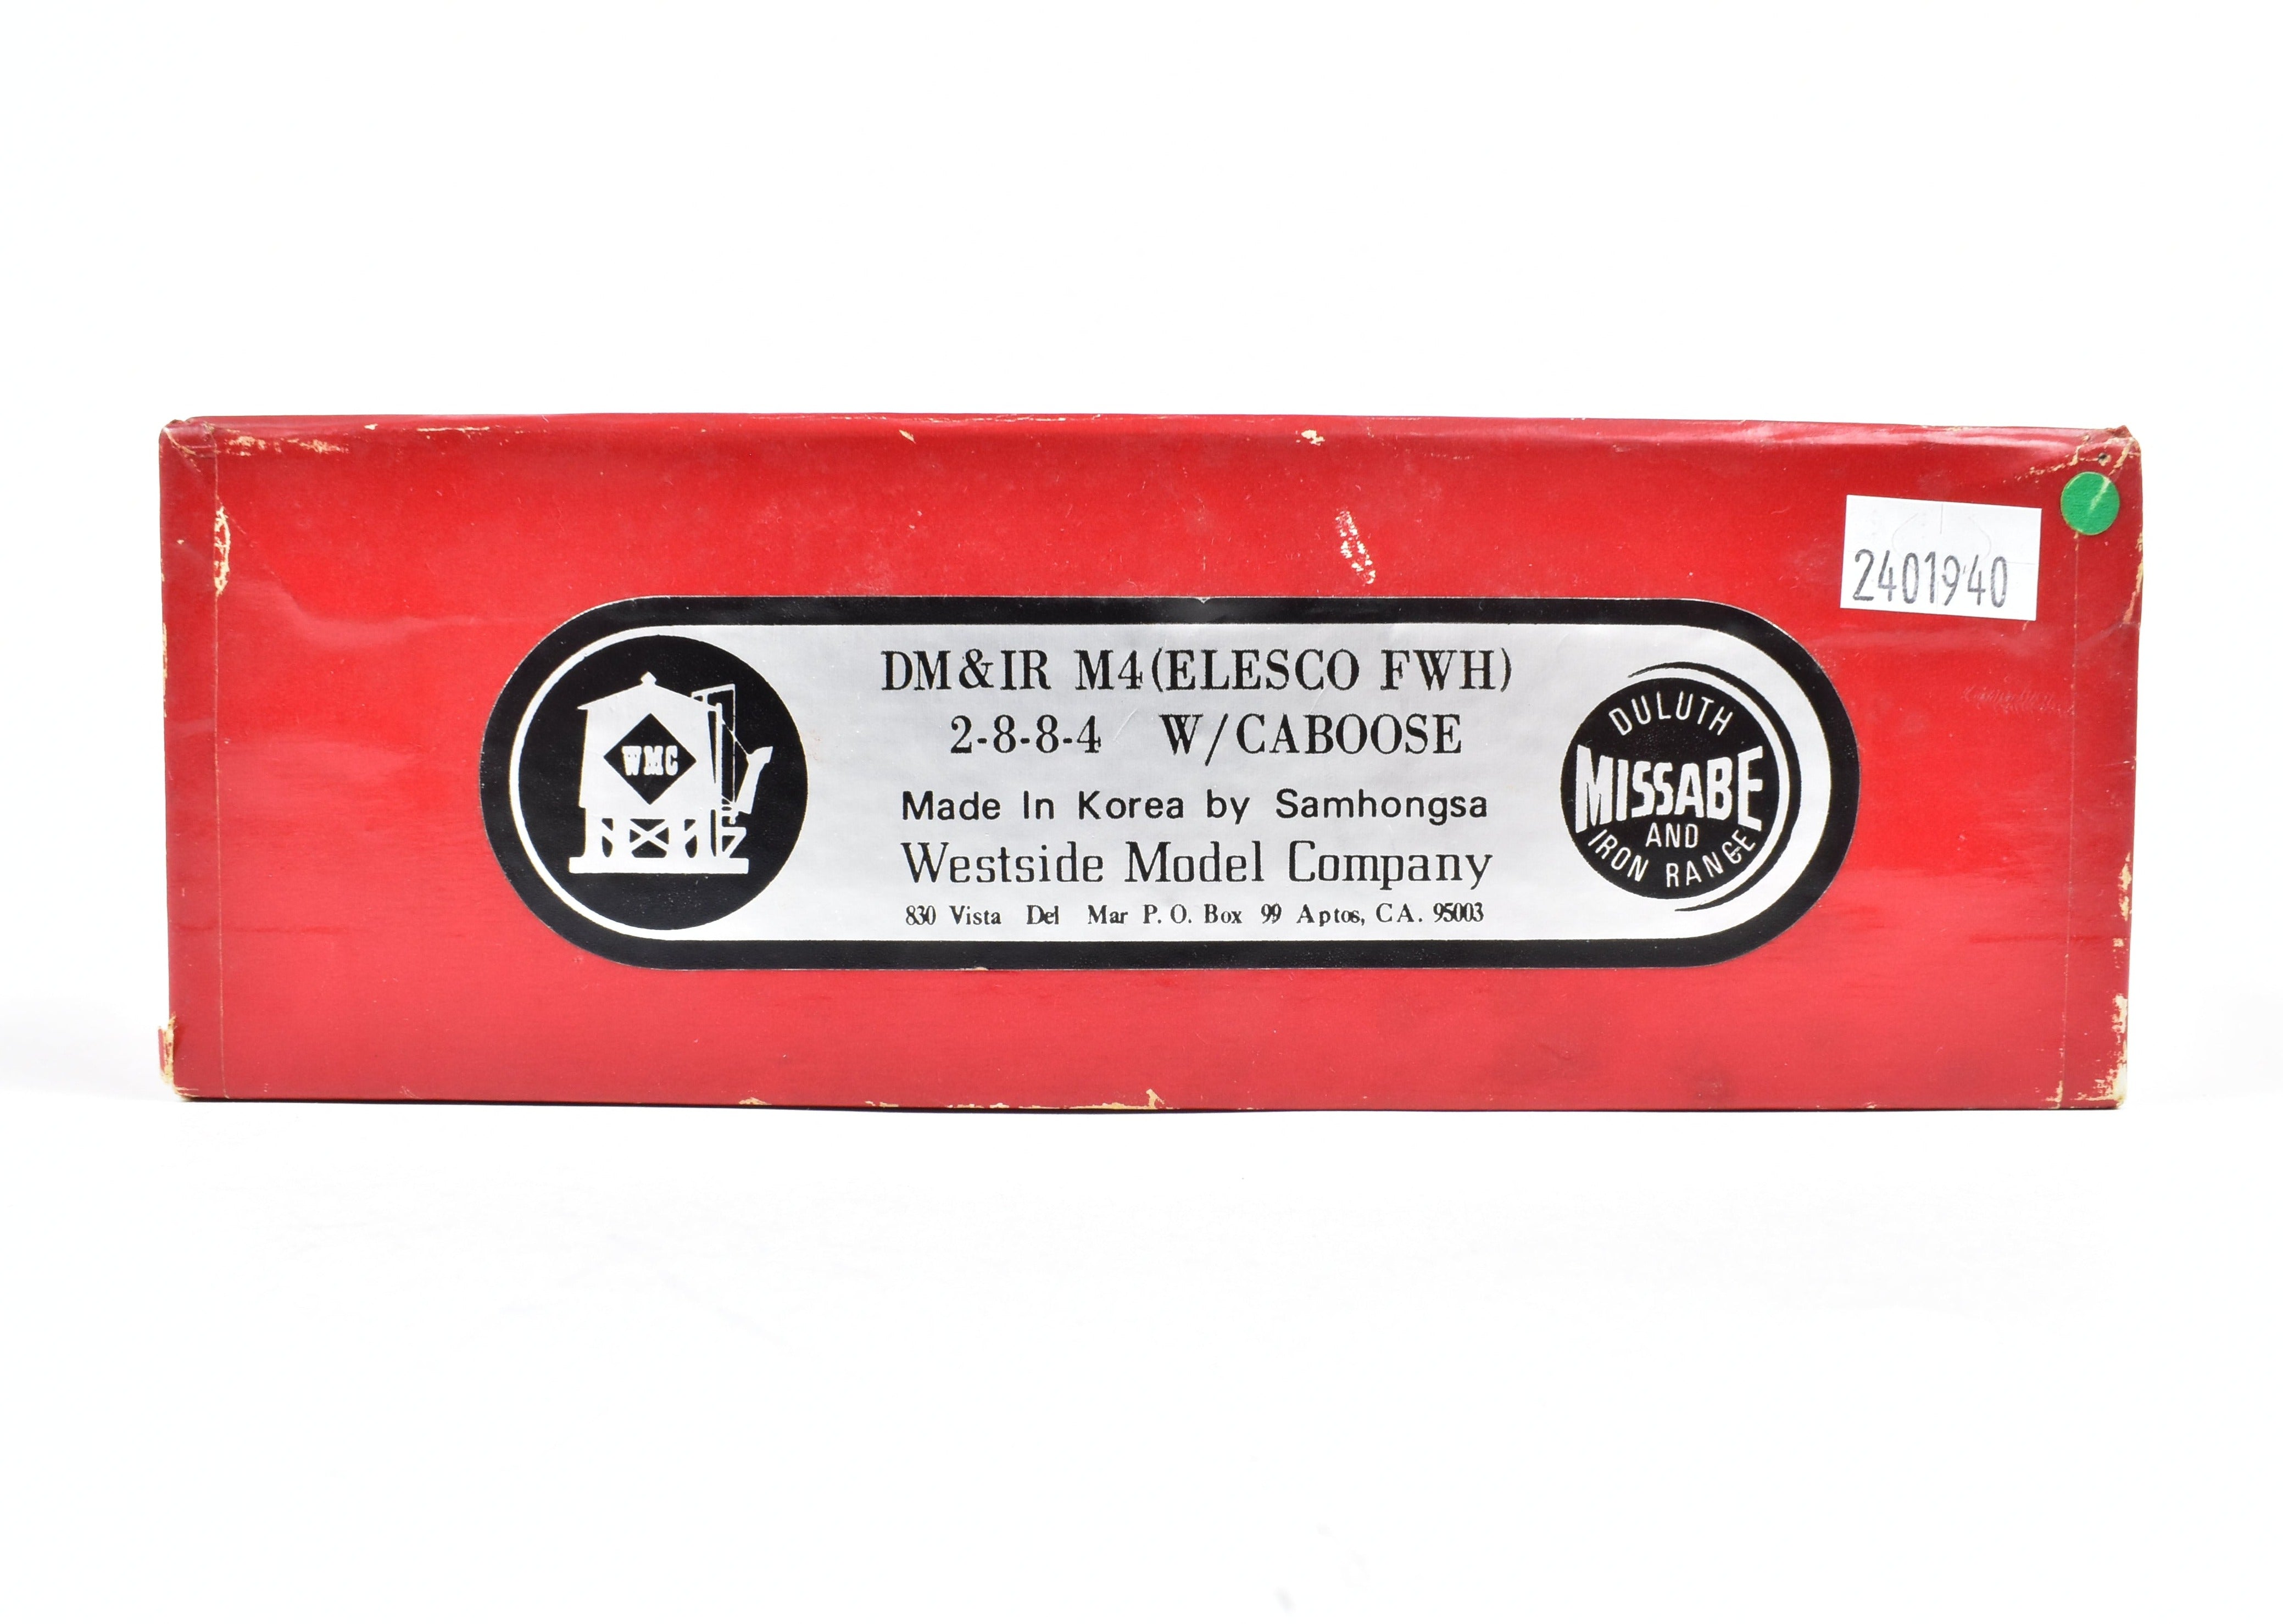 2401940
DM&IR M4(ELESCO FWH)
2-8-8-4 W/CABOOSE
Made In Korea by Samhongsa
Westside Model Company
830 Vista Del Mar P.O. Box 99 Aptos, CA. 95003
WMC
DULUTH
MISSABE
AND
IRON RANGE